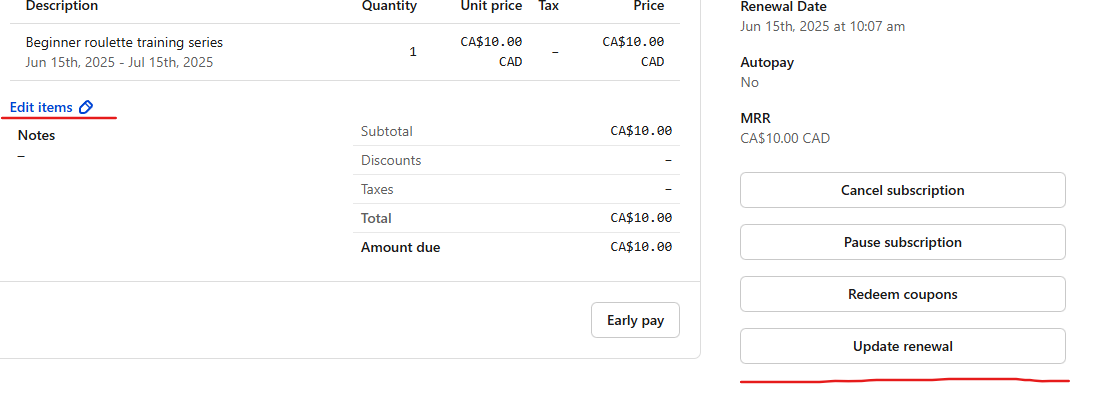 Description Quantity Unit price Tax Price
Beginner roulette training series 1 CA$10.00 – CA$10.00
Jun 15th, 2025 - Jul 15th, 2025 CAD CAD
Edit items
Notes
–
Subtotal CA$10.00
Discounts –
Taxes –
Total CA$10.00
Amount due CA$10.00
Early pay
Renewal Date
Jun 15th, 2025 at 10:07 am
Autopay
No
MRR
CA$10.00 CAD
Cancel subscription
Pause subscription
Redeem coupons
Update renewal